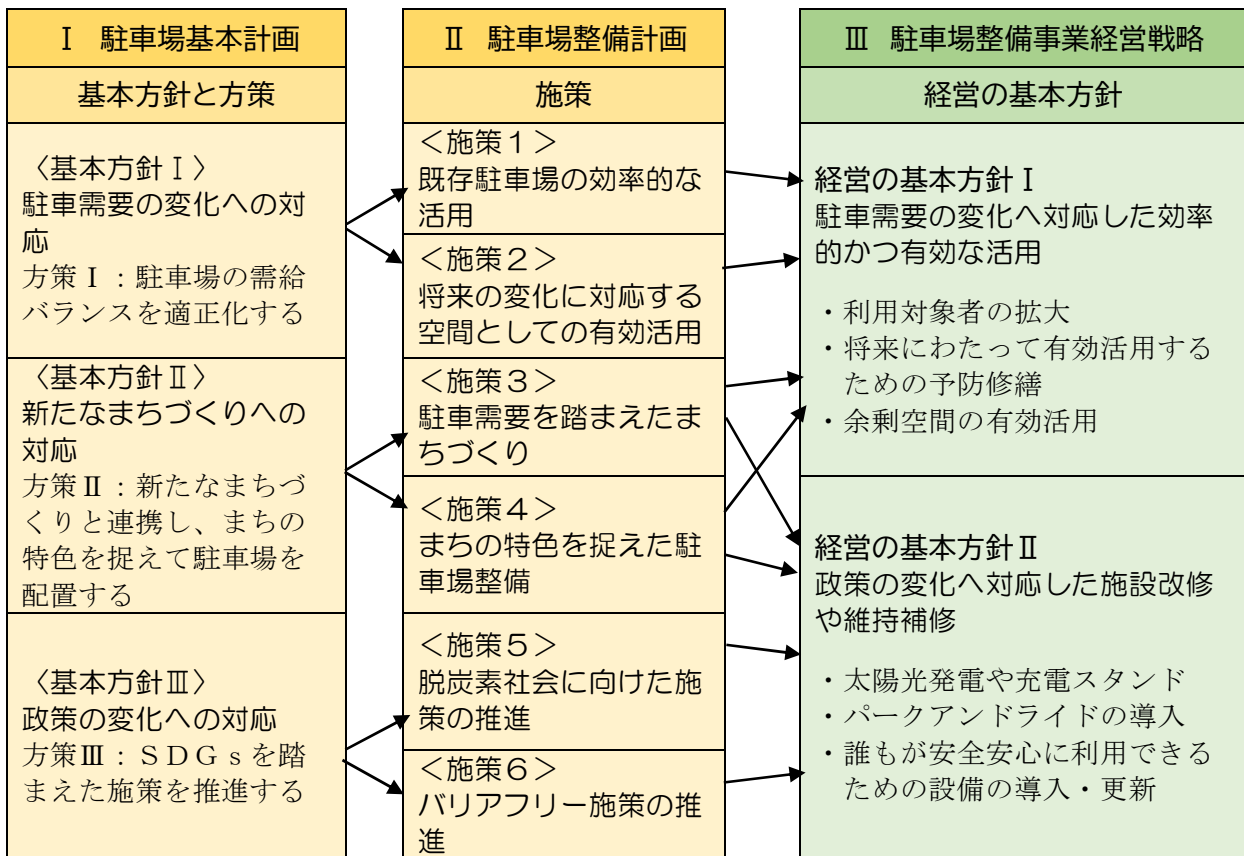 Ⅰ 駐車場基本計画
基本方針と方策
〈基本方針Ⅰ〉
駐車需要の変化への対
応
方策Ⅰ：駐車場の需給
バランスを適正化する
〈基本方針Ⅱ〉
新たなまちづくりへの
対応
方策Ⅱ：新たなまちづ
くりと連携し、まちの
特色を捉えて駐車場を
配置する
〈基本方針Ⅲ〉
政策の変化への対応
方策Ⅲ：ＳＤＧｓを踏
まえた施策を推進する
Ⅱ 駐車場整備計画
施策
＜施策１＞
既存駐車場の効率的な
活用
＜施策２＞
将来の変化に対応する
空間としての有効活用
＜施策３＞
駐車需要を踏まえたま
ちづくり
＜施策４＞
まちの特色を捉えた駐
車場整備
＜施策５＞
脱炭素社会に向けた施
策の推進
＜施策６＞
バリアフリー施策の推
進
Ⅲ 駐車場整備事業経営戦略
経営の基本方針
経営の基本方針Ⅰ
駐車需要の変化へ対応した効率
的かつ有効な活用
・利用対象者の拡大
・将来にわたって有効活用する
ための予防修繕
・余剰空間の有効活用
経営の基本方針Ⅱ
政策の変化へ対応した施設改修
や維持補修
・太陽光発電や充電スタンド
・パークアンドライドの導入
・誰もが安全安心に利用できる
ための設備の導入・更新